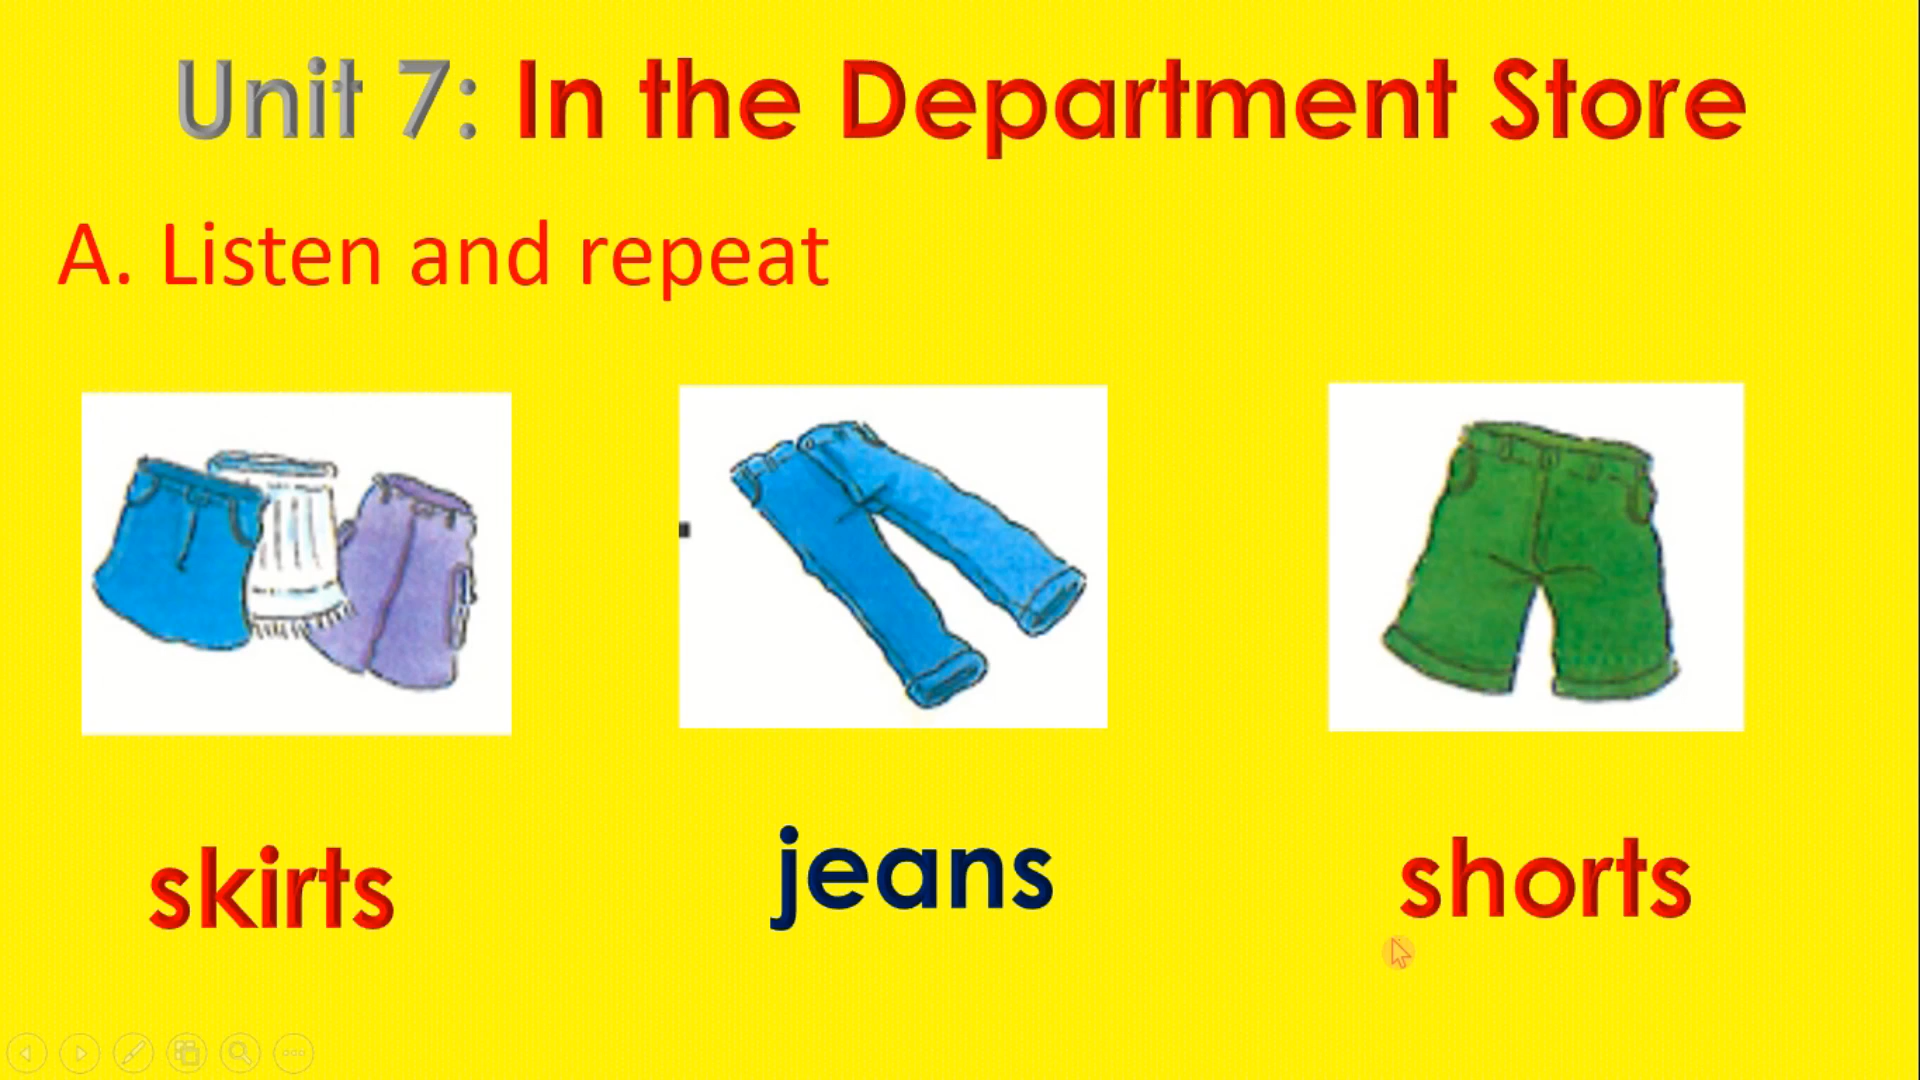 Unit 7: In the Department Store
A. Listen and repeat
skirts
jeans
shorts